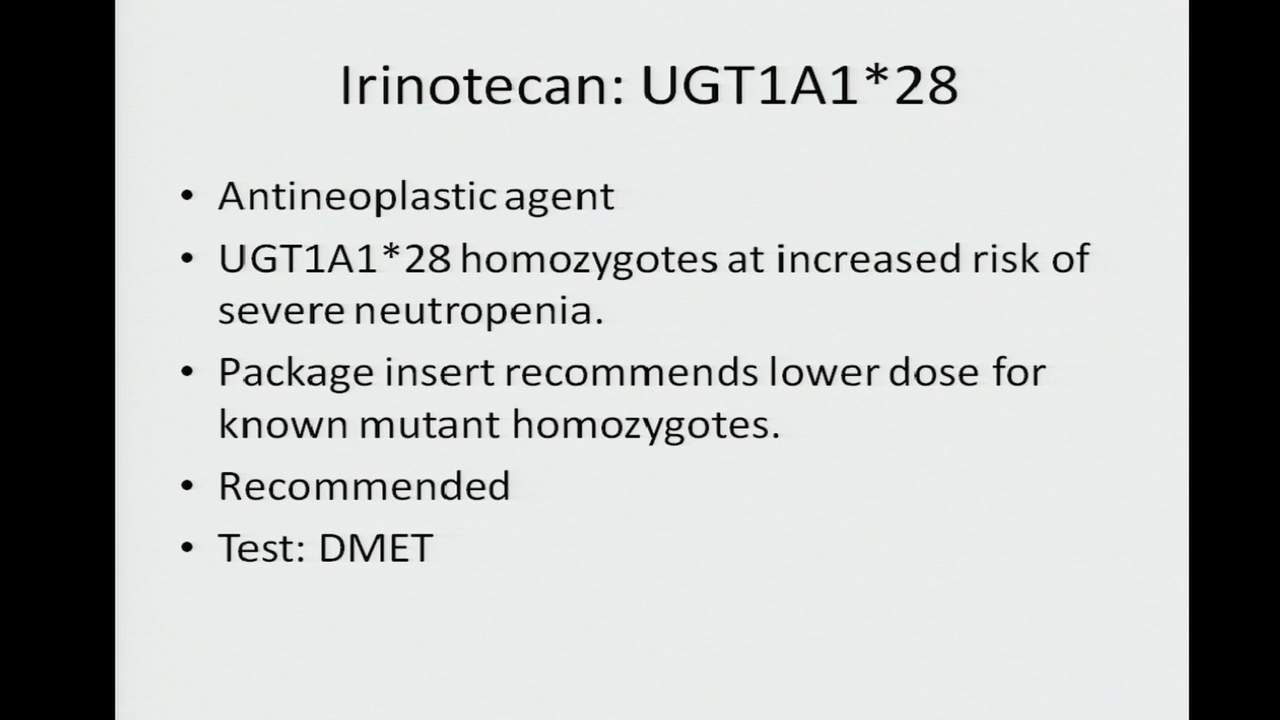 Irinotecan: UGT1A1*28
• Antineoplastic agent
• UGT1A1*28 homozygotes at increased risk of
severe neutropenia.
• Package insert recommends lower dose for
known mutant homozygotes.
• Recommended
• Test: DMET